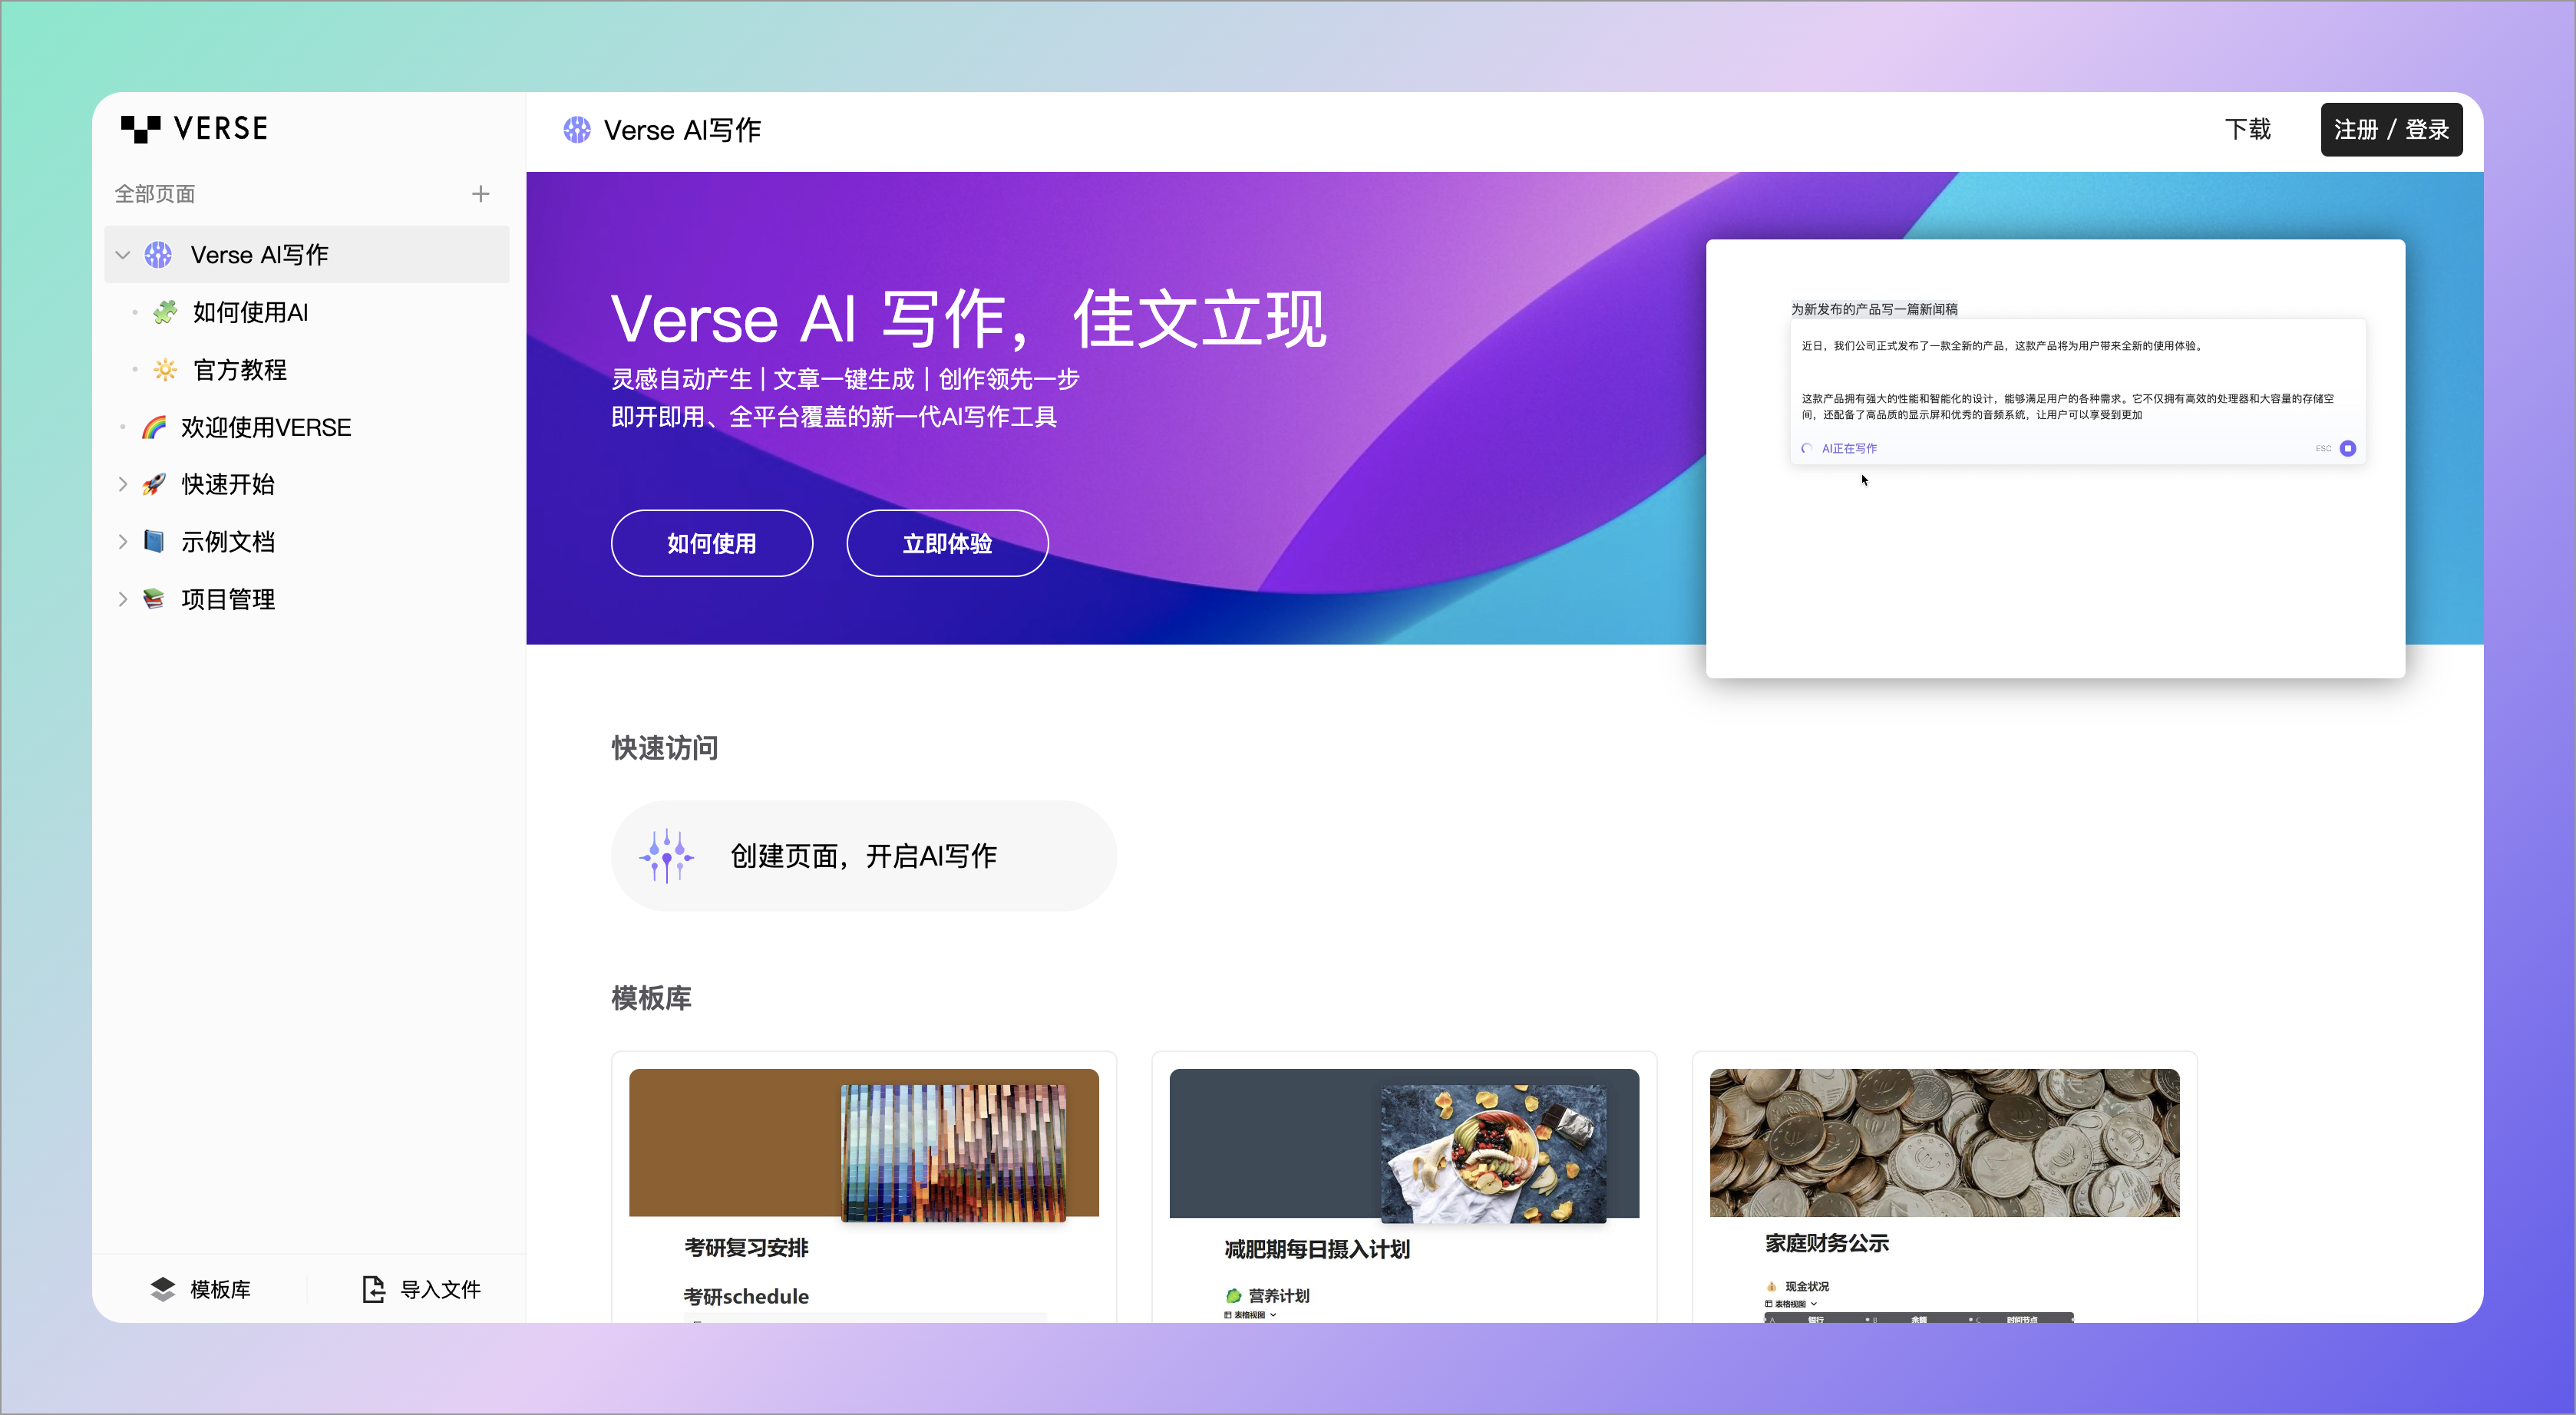 VERSE
全部页面
Verse AI写作
如何使用AI
官方教程
欢迎使用VERSE
快速开始
示例文档
项目管理
模板库
导入文件
Verse AI写作
下载
注册 / 登录
Verse AI 写作，佳文立现
灵感自动产生 | 文章一键生成 | 创作领先一步
即开即用、全平台覆盖的新一代AI写作工具
如何使用
立即体验
为新发布的产品写一篇新闻稿
近日，我们公司正式发布了一款全新的产品，这款产品将为用户带来全新的使用体验。
这款产品拥有强大的性能和智能化的设计，能够满足用户的各种需求。它不仅拥有高效的处理器和大容量的存储空
间，还配备了高品质的显示屏和优秀的音频系统，让用户可以享受到更加
AI正在写作
ESC
快速访问
创建页面，开启AI写作
模板库
考研复习安排
考研schedule
减肥期每日摄入计划
营养计划
表格视图
家庭财务公示
现金状况
表格视图
A 银行 B 余额 C 时间节点